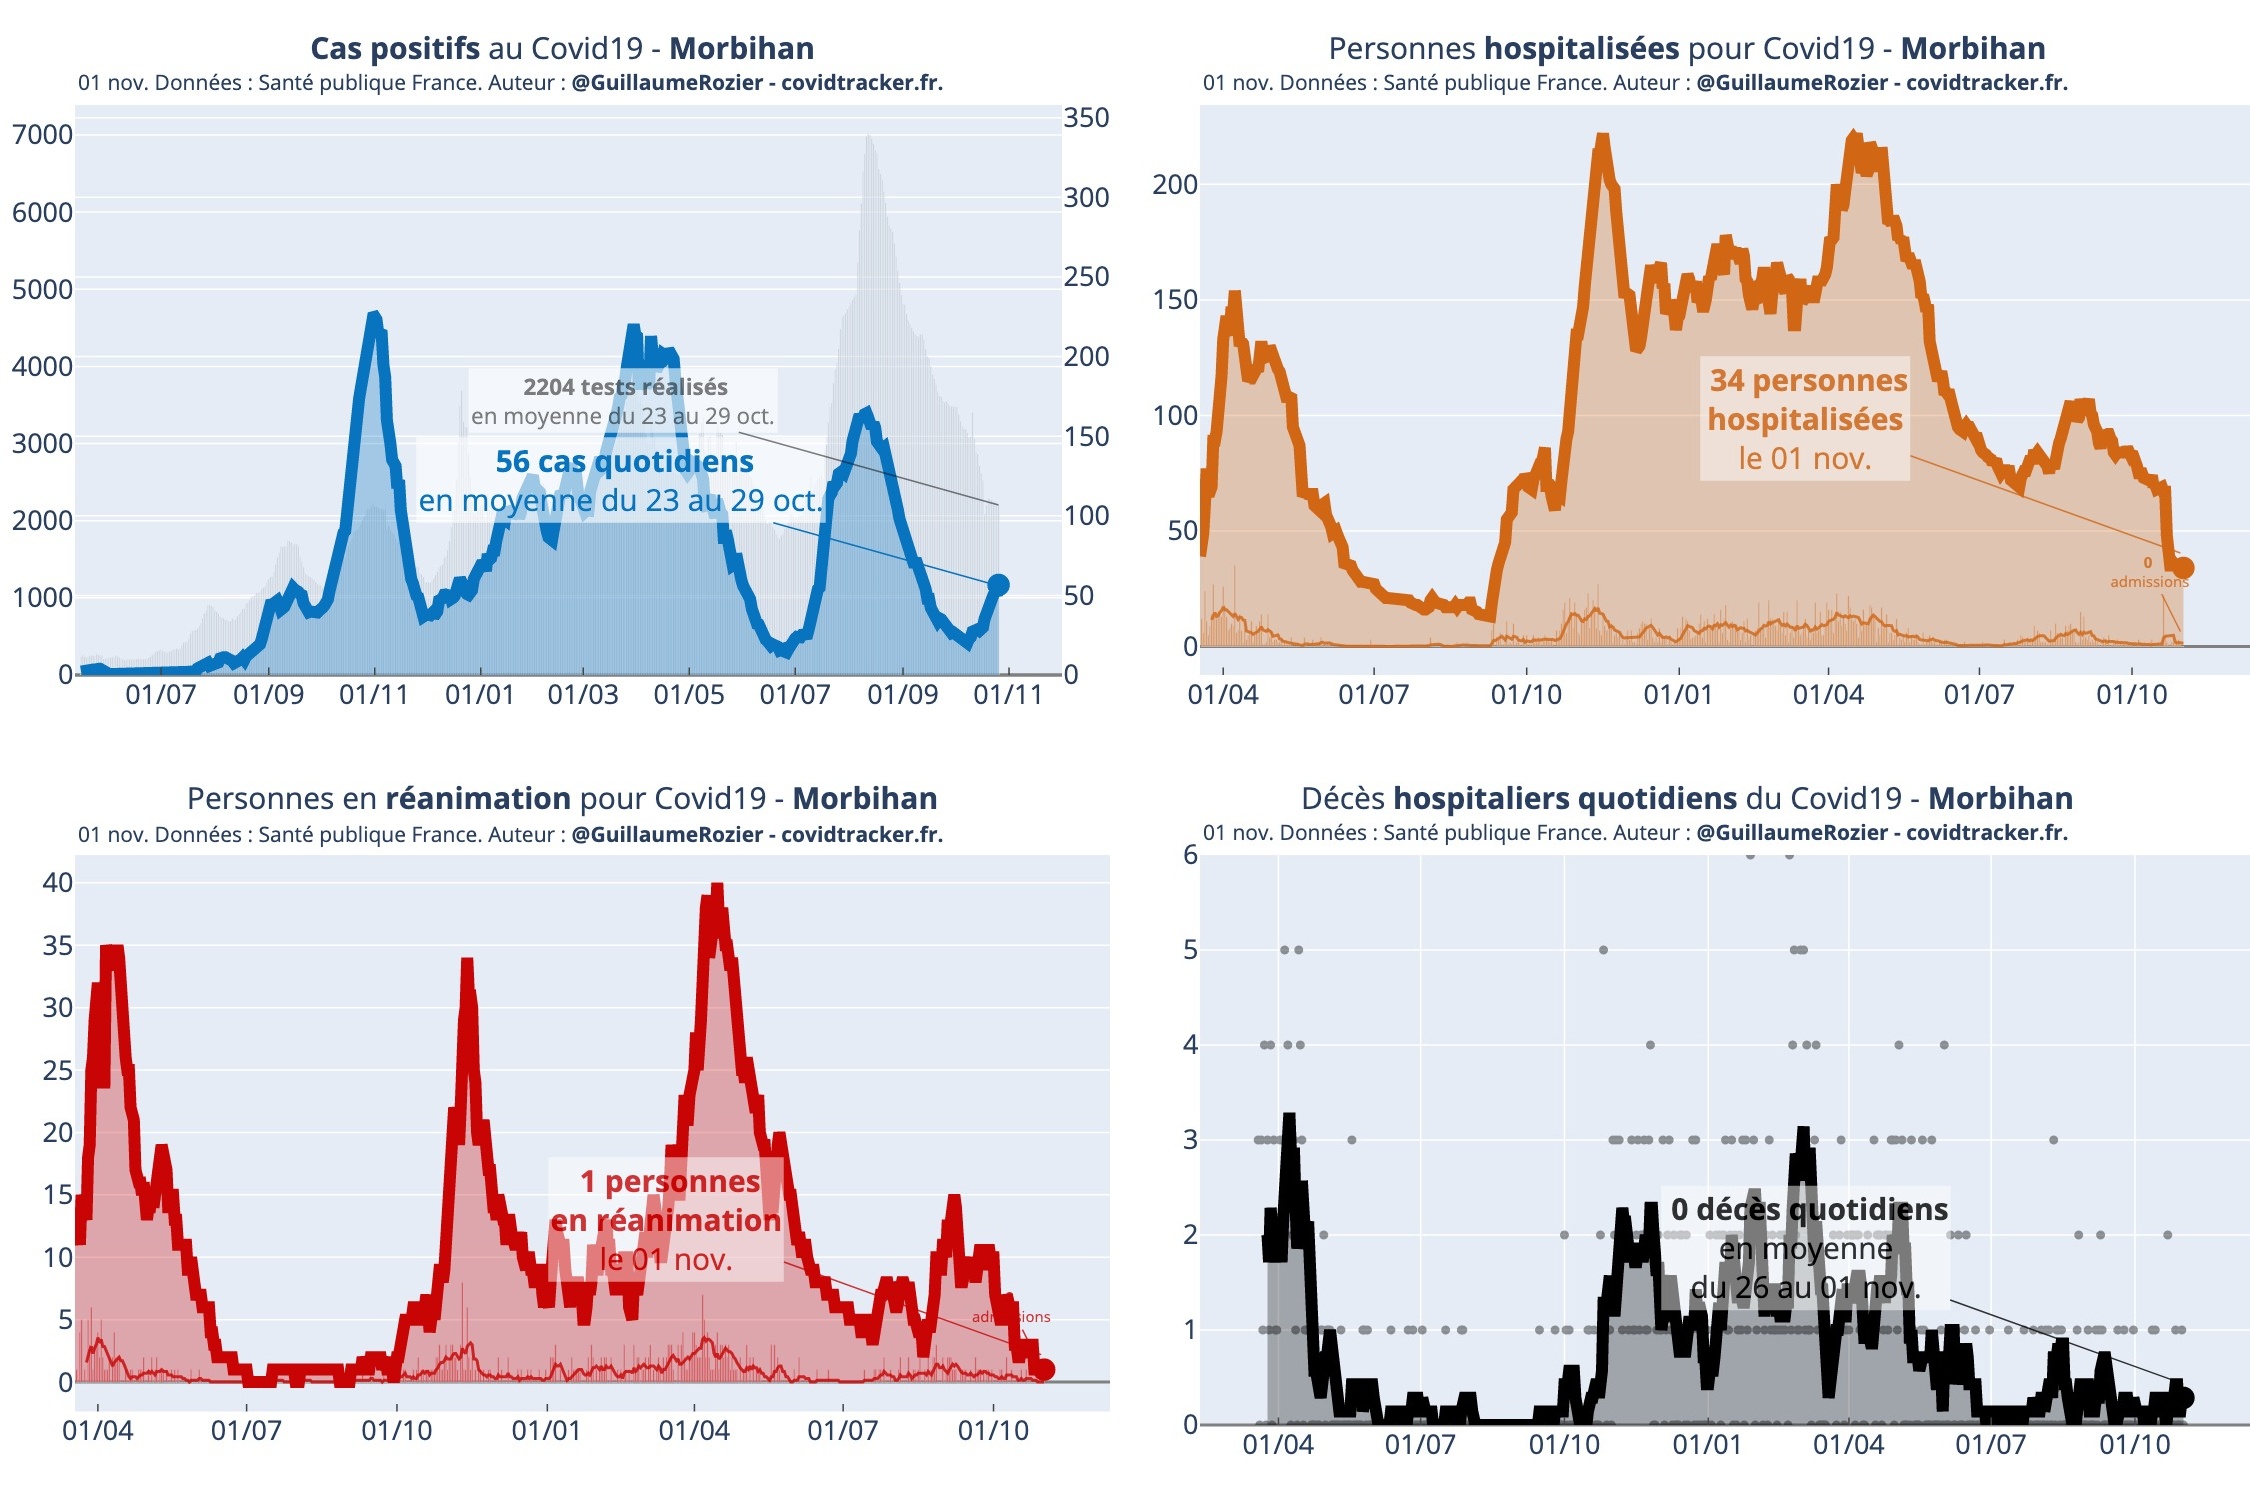 Cas positifs au Covid19 - Morbihan
01 nov. Données : Santé publique France. Auteur : @GuillaumeRozier - covidtracker.fr.
7000
6000
5000
4000
3000
2000
1000
0
350
300
250
200
150
100
50
0
2204 tests réalisés
en moyenne du 23 au 29 oct.
56 cas quotidiens
en moyenne du 23 au 29 oct.
01/07 01/09 01/11 01/01 01/03 01/05 01/07 01/09 01/11
Personnes hospitalisées pour Covid19 - Morbihan
01 nov. Données : Santé publique France. Auteur : @GuillaumeRozier - covidtracker.fr.
200
150
100
50
0
34 personnes
hospitalisées
le 01 nov.
0
admissions
01/04 01/07 01/10 01/01 01/04 01/07 01/10
Personnes en réanimation pour Covid19 - Morbihan
01 nov. Données : Santé publique France. Auteur : @GuillaumeRozier - covidtracker.fr.
40
35
30
25
20
15
10
5
0
1 personnes
en réanimation
le 01 nov.
admissions
01/04 01/07 01/10 01/01 01/04 01/07 01/10
Décès hospitaliers quotidiens du Covid19 - Morbihan
01 nov. Données : Santé publique France. Auteur : @GuillaumeRozier - covidtracker.fr.
6
5
4
3
2
1
0
0 décès quotidiens
en moyenne
du 26 au 01 nov.
01/04 01/07 01/10 01/01 01/04 01/07 01/10